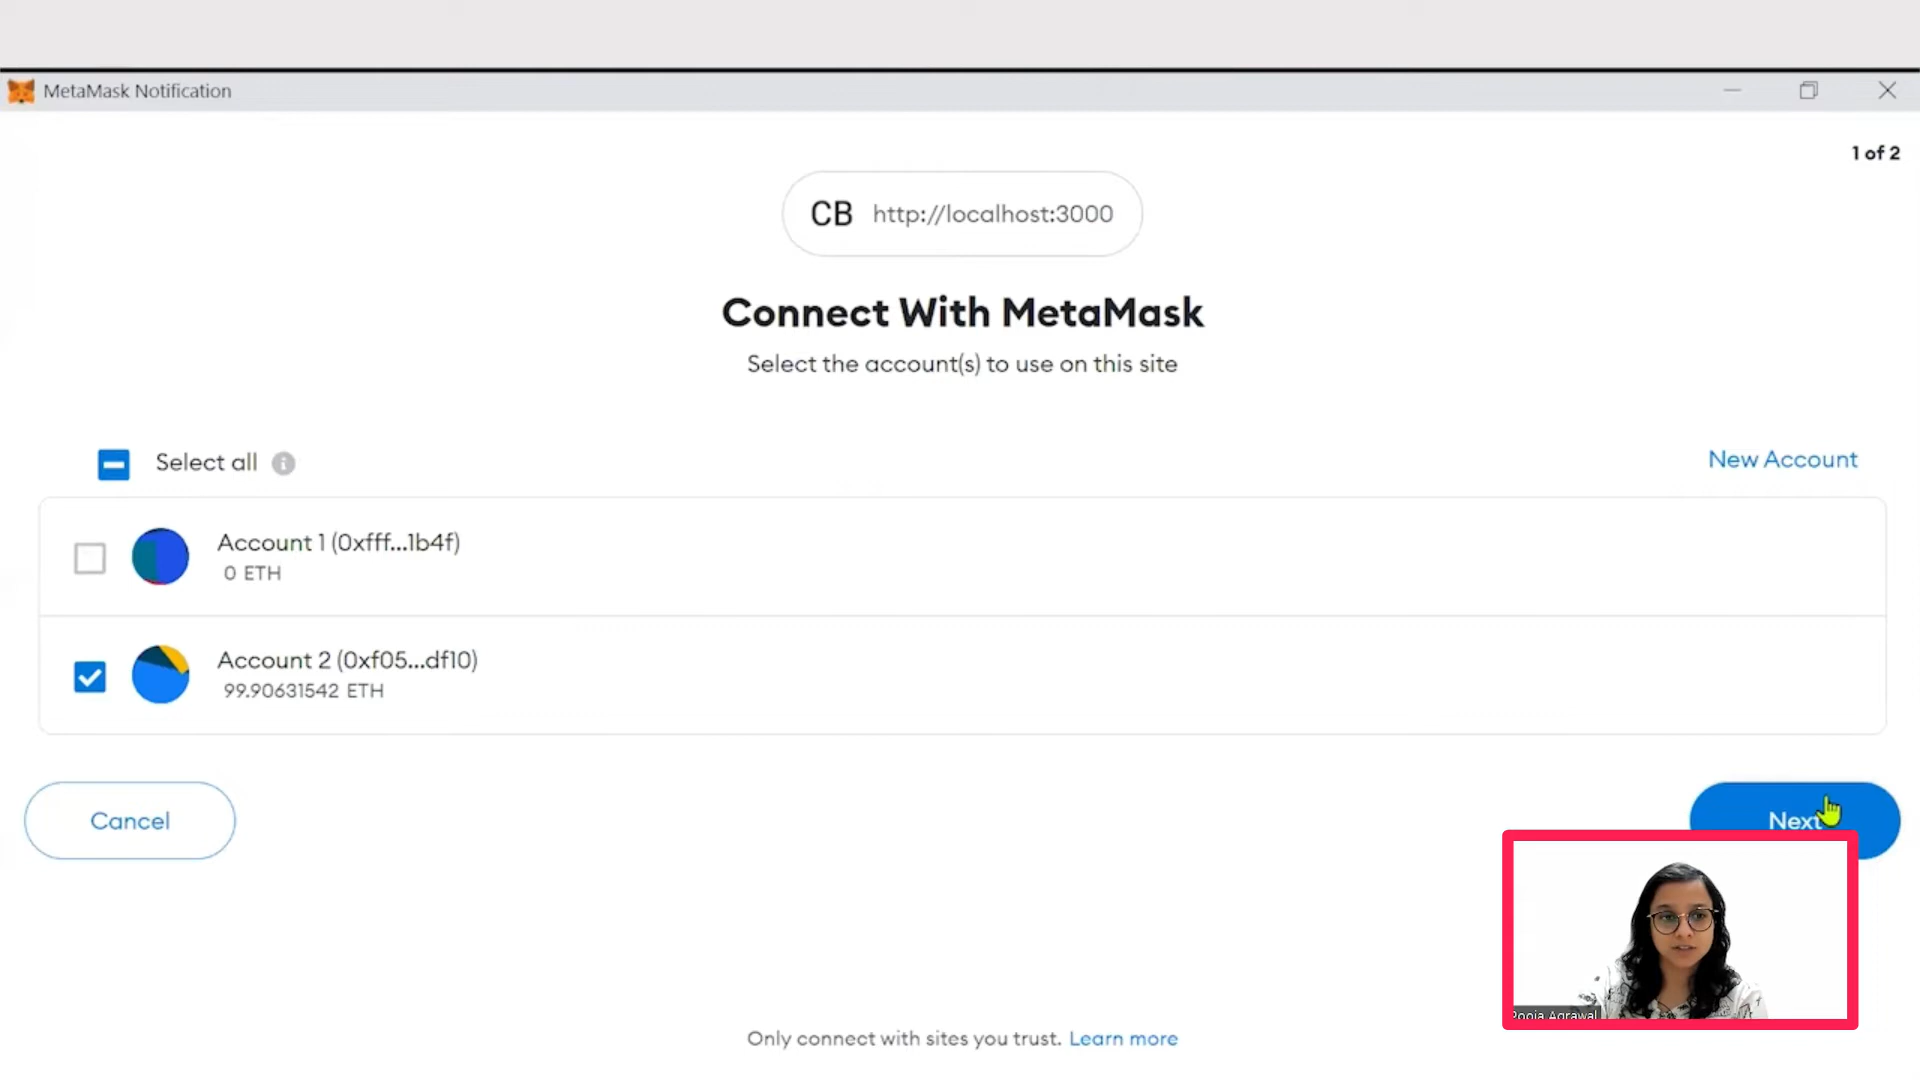 MetaMask Notification
1 of 2
CB http://localhost:3000
Connect With MetaMask
Select the account(s) to use on this site
Select all
New Account
Account 1 (0xfff...1b4f)
0 ETH
Account 2 (0xf05...df10)
99.90631542 ETH
Cancel
Next
Pooja Agrawal
Only connect with sites you trust. Learn more